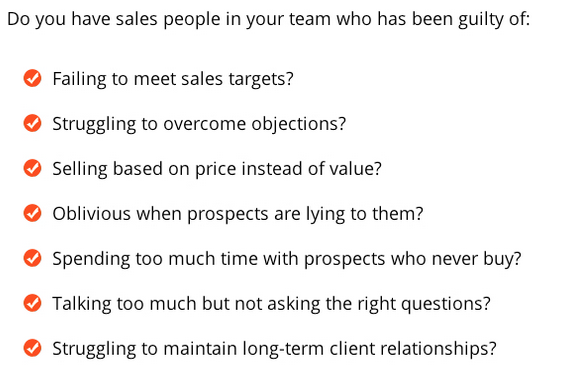 Do you have sales people in your team who has been guilty of:
Failing to meet sales targets?
Struggling to overcome objections?
Selling based on price instead of value?
Oblivious when prospects are lying to them?
Spending too much time with prospects who never buy?
Talking too much but not asking the right questions?
Struggling to maintain long-term client relationships?